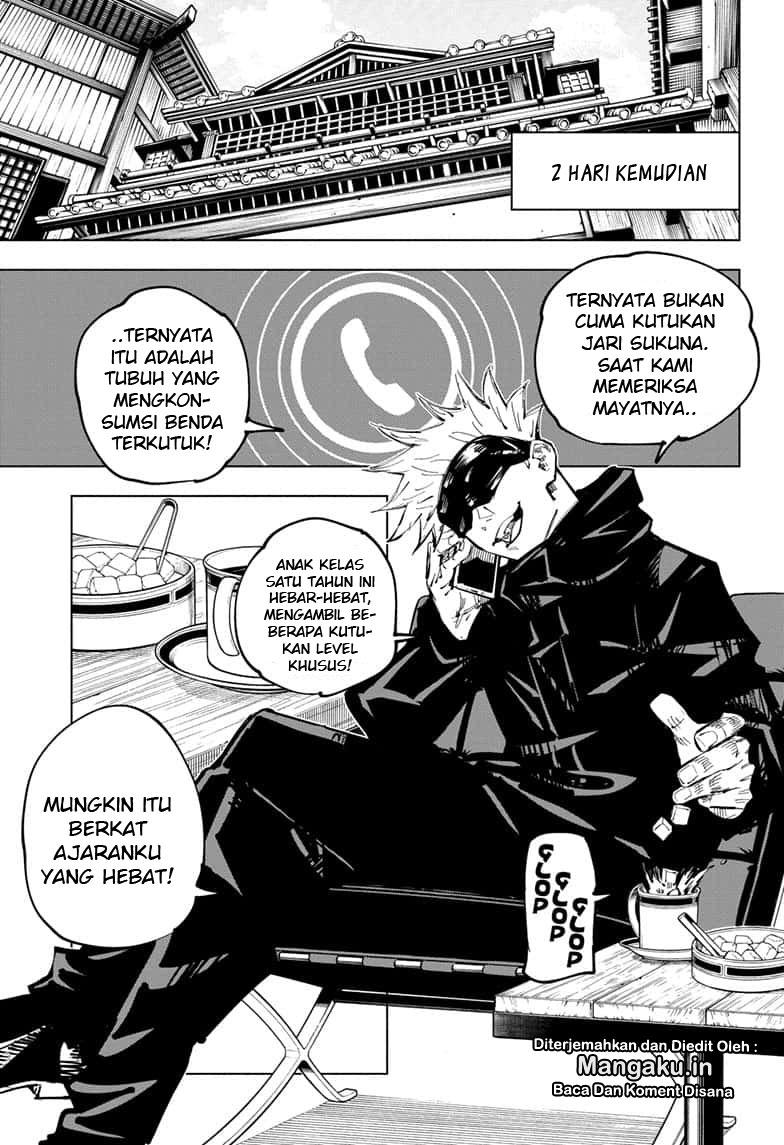 2 HARI KEMUDIAN
TERNYATA BUKAN
CUMA KUTUKAN
JARI SUKUNA.
SAAT KAMI
MEMERIKSA
MAYATNYA..
..TERNYATA
ITU ADALAH
TUBUH YANG
MENGKON-
SUMSI BENDA
TERKUTUK!
ANAK KELAS
SATU TAHUN INI
HEBAR-HEBAT,
MENGAMBIL BE-
BERAPA KUTU-
KAN LEVEL
KHUSUS!
MUNGKIN ITU
BERKAT
AJARANKU
YANG HEBAT!
GLOP
GLOP
GLOP
Diterjemahkan dan Diedit Oleh :
Mangaku.in
Baca Dan Koment Disana